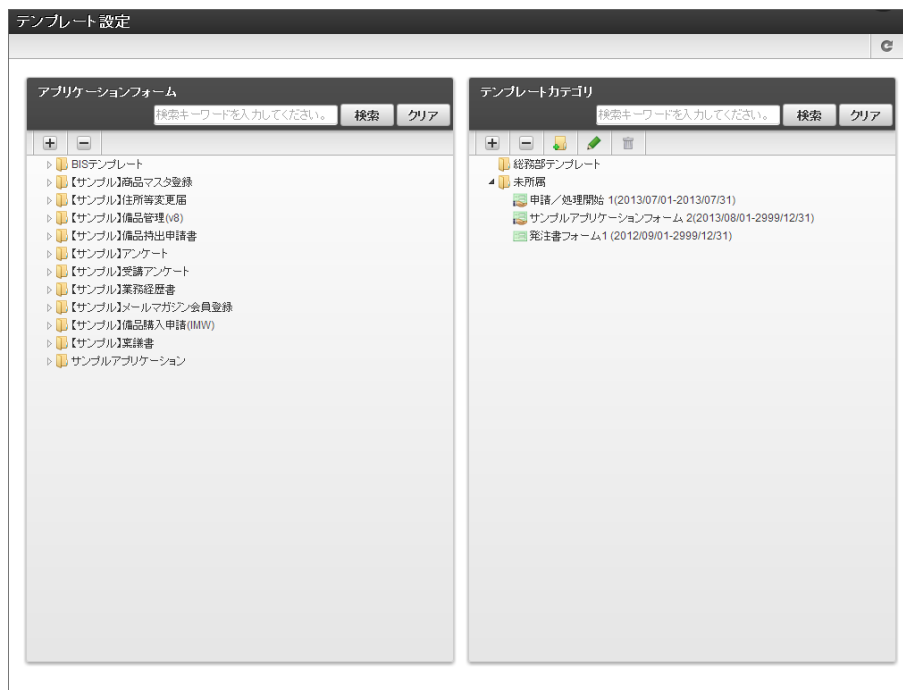 テンプレート設定
アプリケーションフォーム
検索キーワードを入力してください。 検索 クリア
BISテンプレート
【サンプル】商品マスタ登録
【サンプル】住所等変更届
【サンプル】備品管理(v8)
【サンプル】備品持出申請書
【サンプル】アンケート
【サンプル】受講アンケート
【サンプル】業務経歴書
【サンプル】メールマガジン会員登録
【サンプル】備品購入申請(IMW)
【サンプル】稟議書
サンプルアプリケーション
テンプレートカテゴリ
検索キーワードを入力してください。 検索 クリア
総務部テンプレート
未所属
申請／処理開始 1(2013/07/01-2013/07/31)
サンプルアプリケーションフォーム 2(2013/08/01-2999/12/31)
発注書フォーム1 (2012/09/01-2999/12/31)